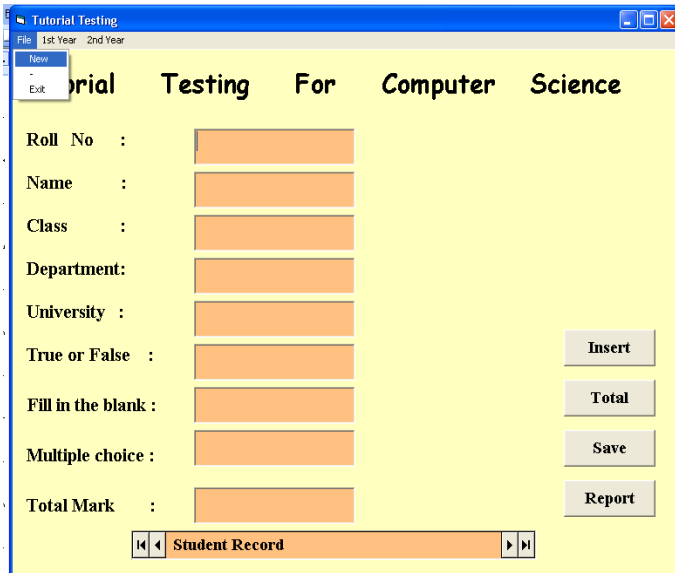 Tutorial Testing
File 1st Year 2nd Year
New
-
Exit
orial Testing For Computer Science
Roll No :
Name :
Class :
Department:
University :
True or False :
Fill in the blank :
Multiple choice :
Total Mark :
Insert
Total
Save
Report
Student Record